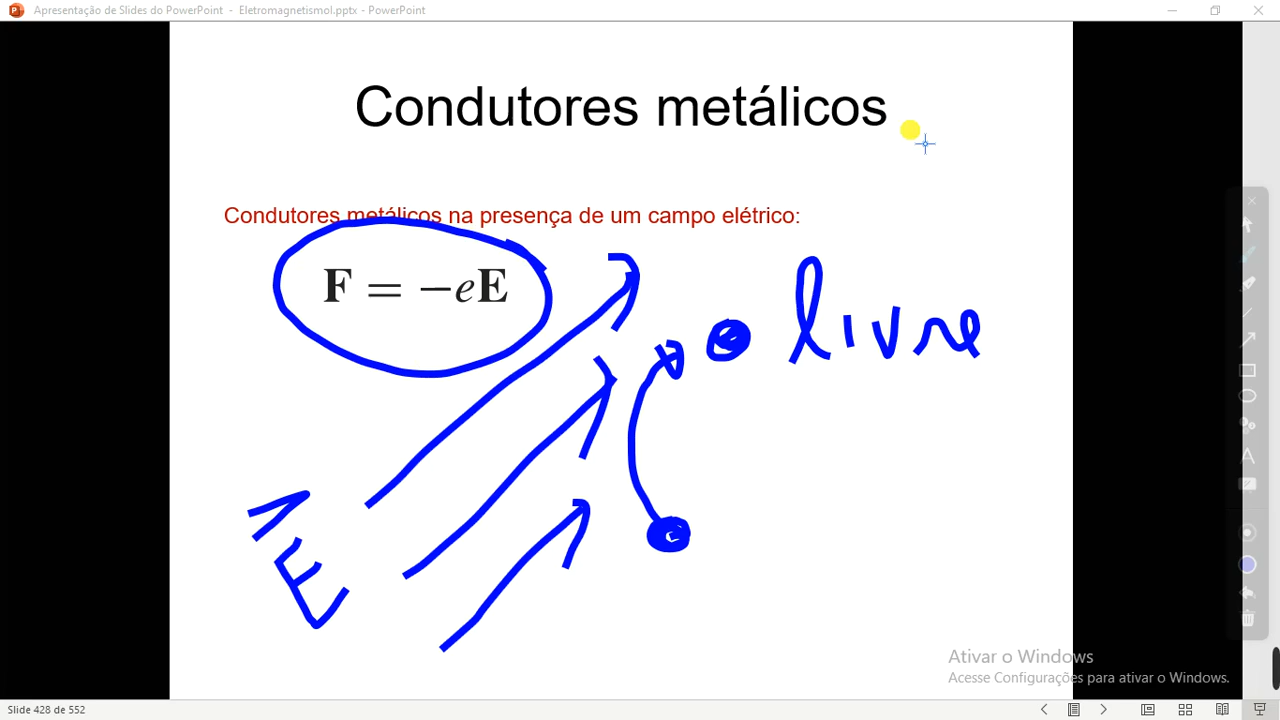 Apresentação de Slides do PowerPoint - Eletromagnetismol.pptx - PowerPoint
Condutores metálicos
Condutores metálicos na presença de um campo elétrico:
F = −eE
livre
E
Ativar o Windows
Acesse Configurações para ativar o Windows.
Slide 428 de 552